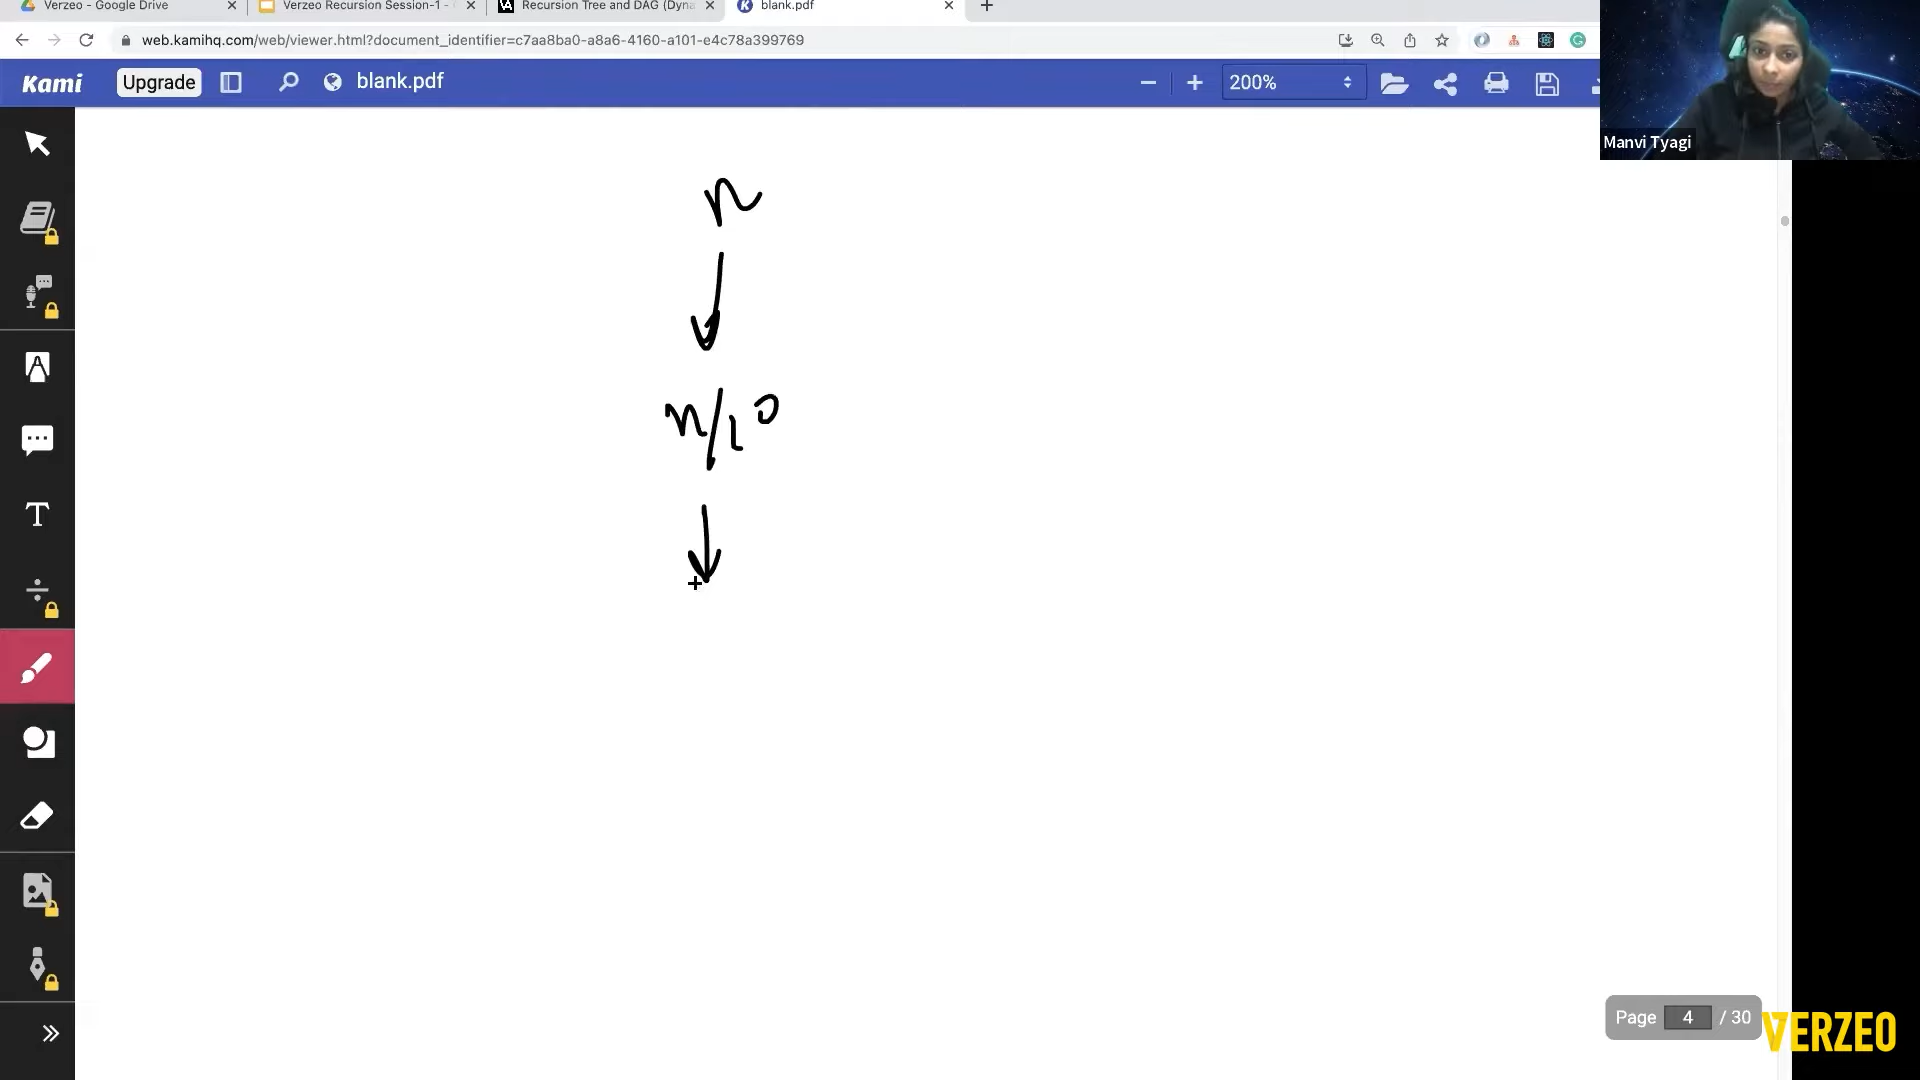 Verzeo - Google Drive
Verzeo Recursion Session-1 -
Recursion Tree and DAG (Dyna
blank.pdf
web.kamihq.com/web/viewer.html?document_identifier=c7aa8ba0-a8a6-4160-a101-e4c78a399769
Kami
Upgrade
blank.pdf
200%
Manvi Tyagi
n
n/10
Page 4 / 30
VERZEO